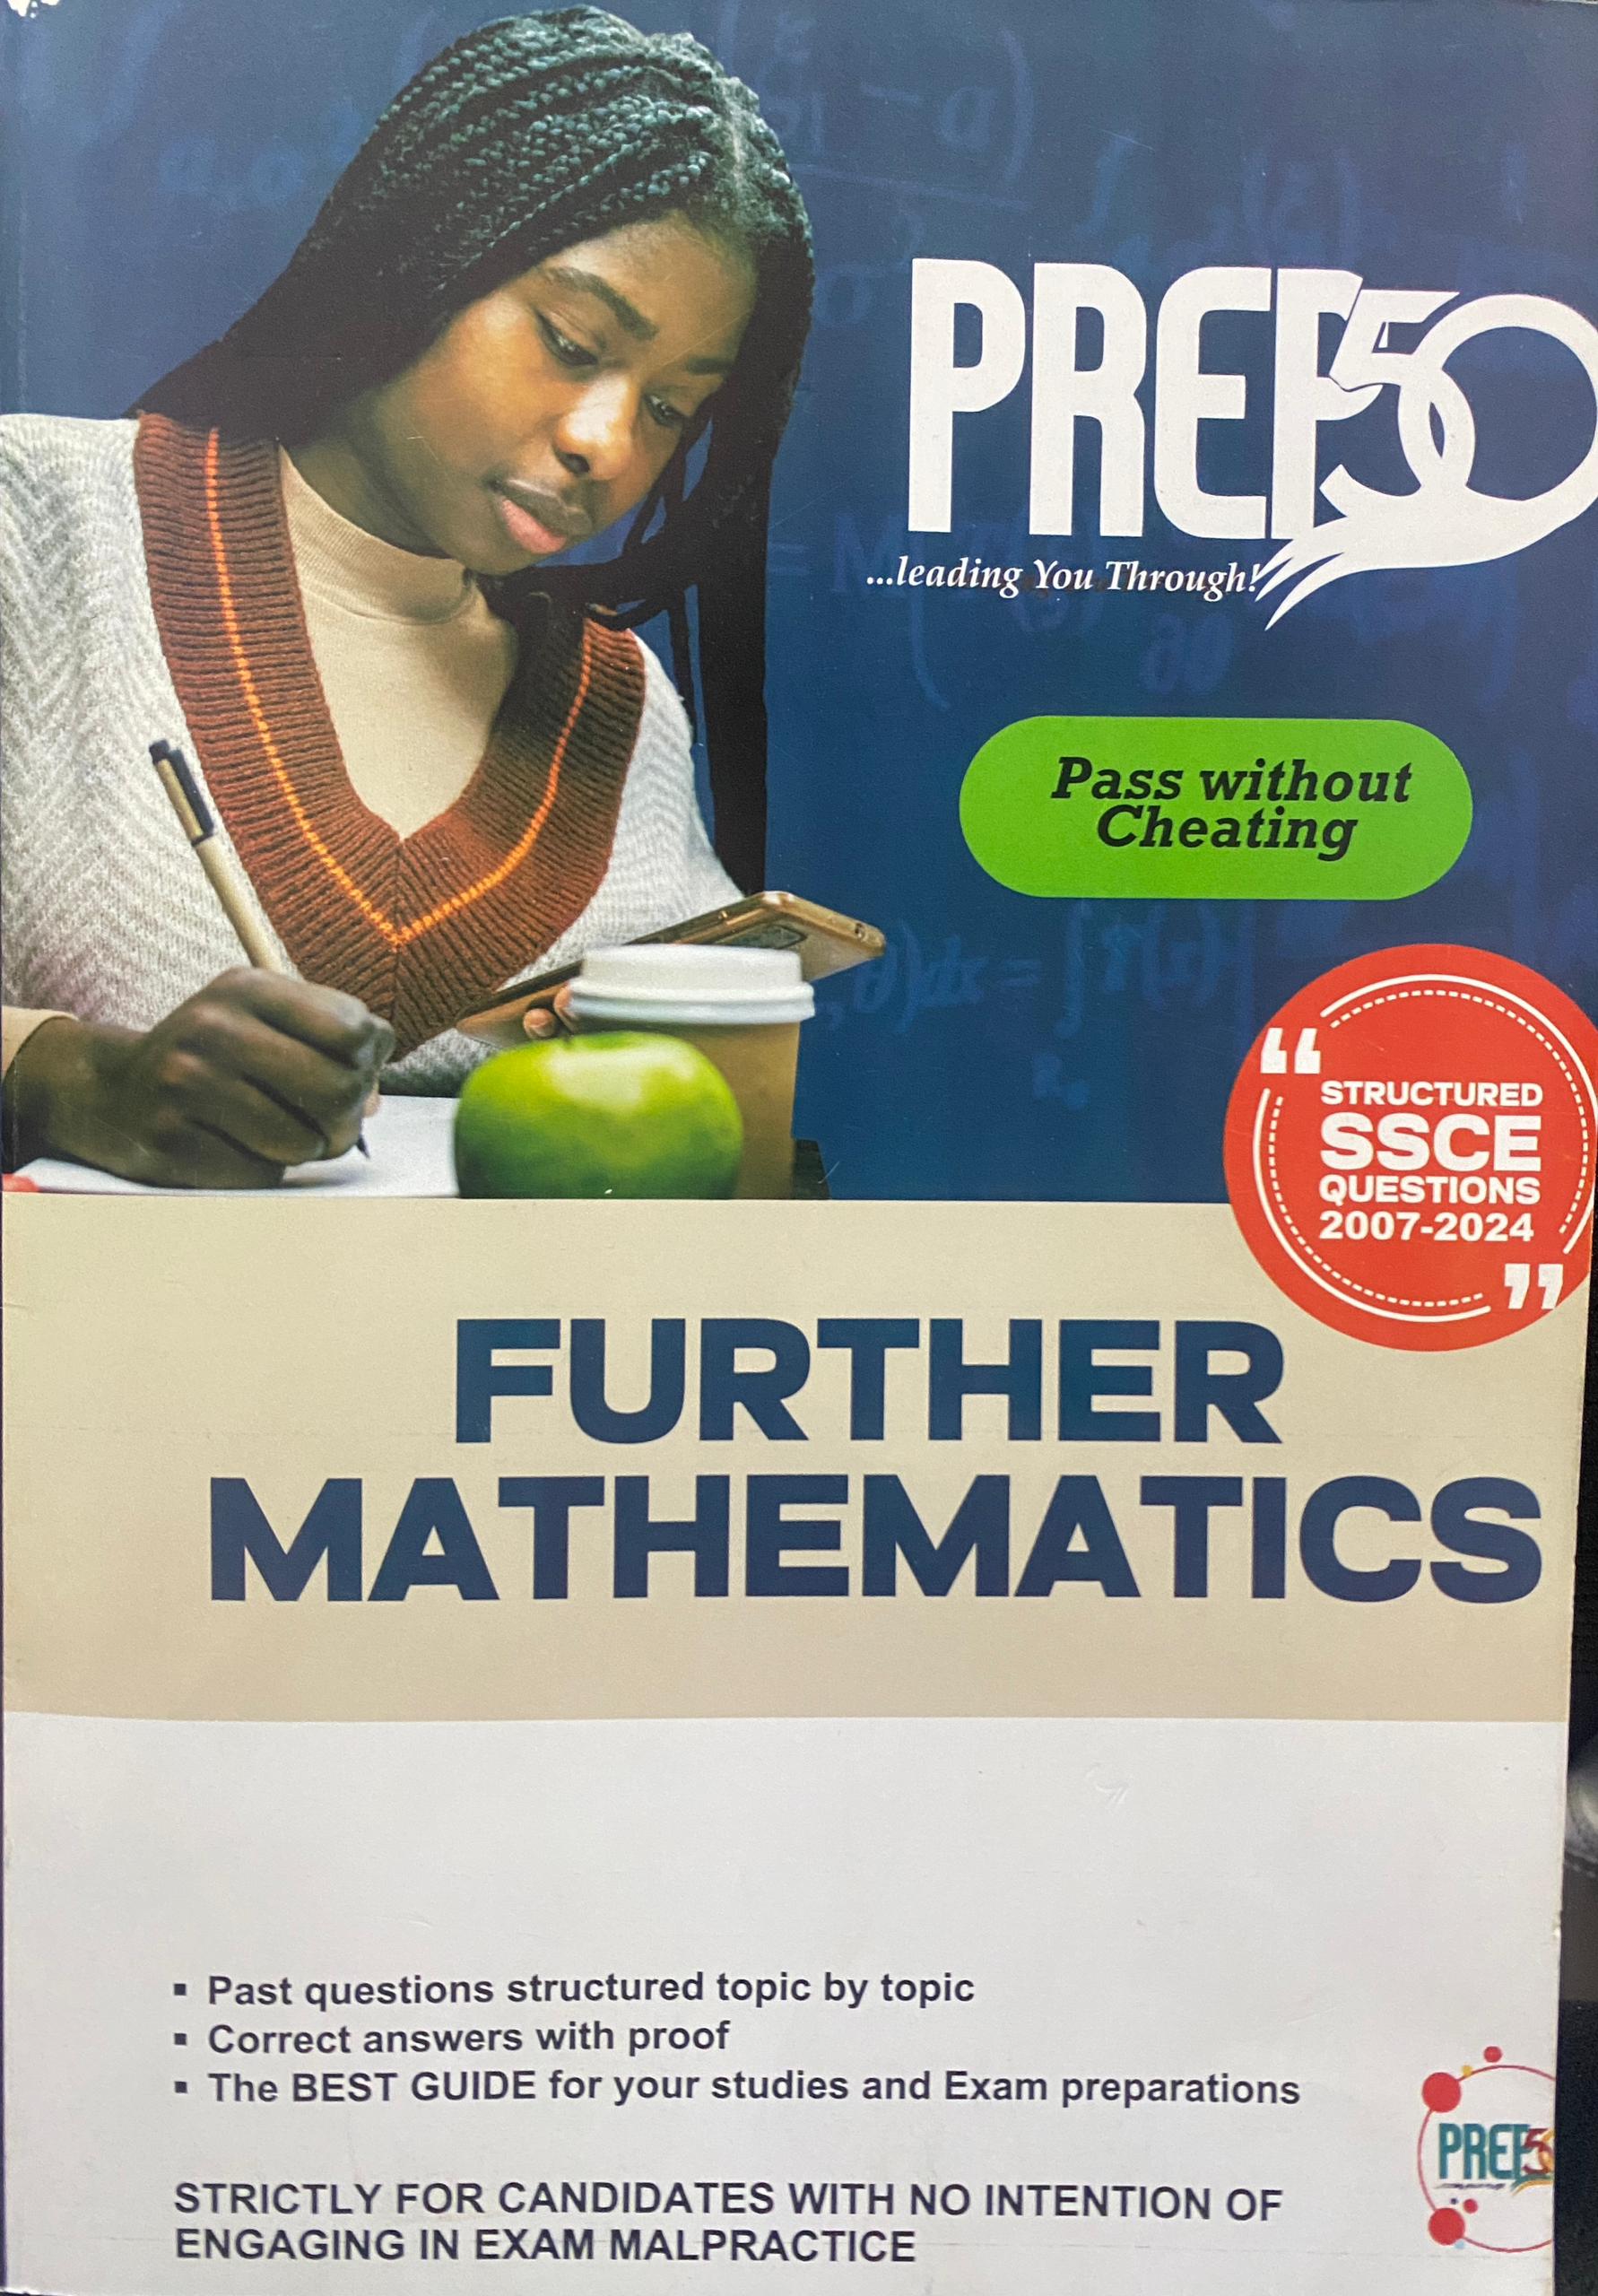 PREP50
...leading You Through!
Pass without
Cheating
“
STRUCTURED
SSCE
QUESTIONS
2007-2024
”
FURTHER
MATHEMATICS
▪ Past questions structured topic by topic
▪ Correct answers with proof
▪ The BEST GUIDE for your studies and Exam preparations
STRICTLY FOR CANDIDATES WITH NO INTENTION OF
ENGAGING IN EXAM MALPRACTICE
PREP50